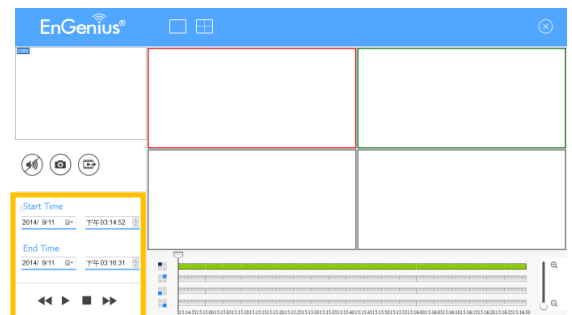 EnGenius®
CH01
Start Time
2014/ 9/11
下午 03:14:52
End Time
2014/ 9/11
下午 03:16:31